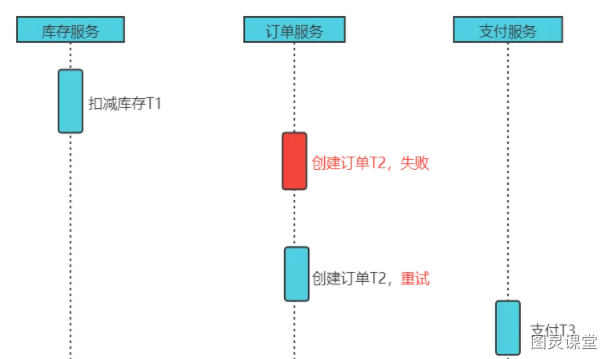 库存服务
订单服务
支付服务
扣减库存T1
创建订单T2，失败
创建订单T2，重试
支付T3
图灵课堂